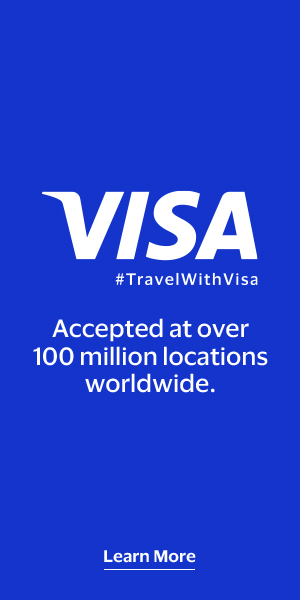 VISA
#TravelWithVisa
Accepted at over
100 million locations
worldwide.
Learn More